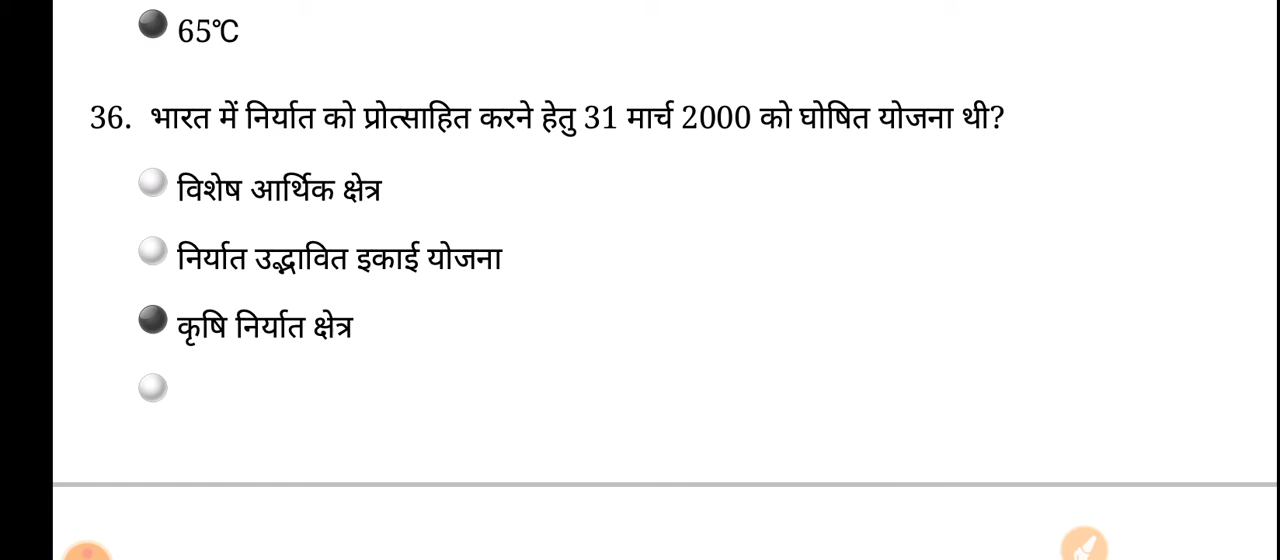 65℃
36. भारत में निर्यात को प्रोत्साहित करने हेतु 31 मार्च 2000 को घोषित योजना थी?
विशेष आर्थिक क्षेत्र
निर्यात उद्भावित इकाई योजना
कृषि निर्यात क्षेत्र